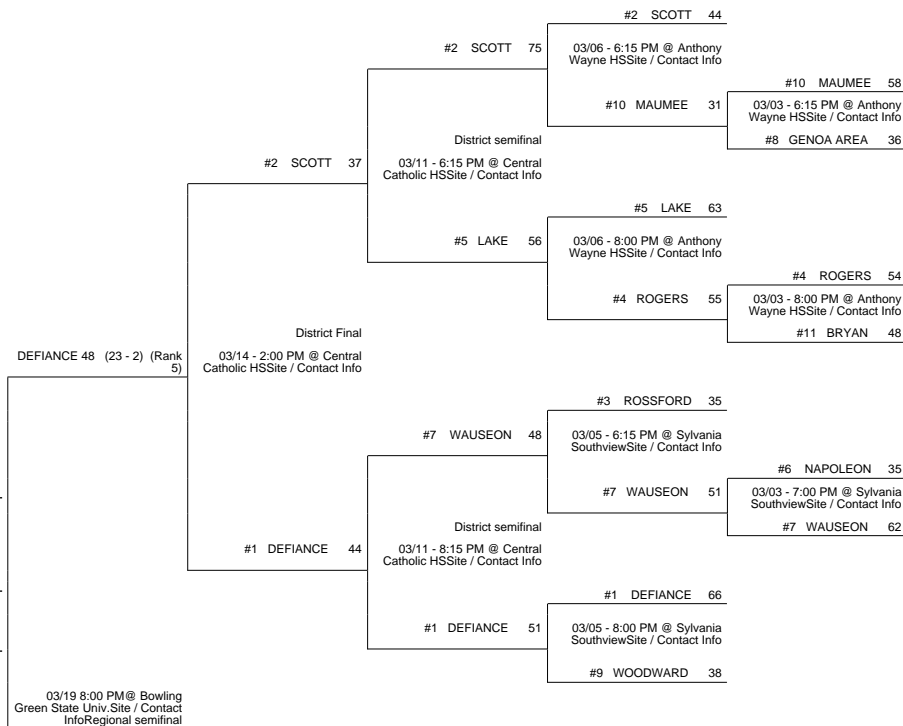 #2 SCOTT 44
#2 SCOTT 75
03/06 - 6:15 PM @ Anthony
Wayne HSSite / Contact Info
#10 MAUMEE 58
#10 MAUMEE 31
03/03 - 6:15 PM @ Anthony
Wayne HSSite / Contact Info
#8 GENOA AREA 36
District semifinal
#2 SCOTT 37
03/11 - 6:15 PM @ Central
Catholic HSSite / Contact Info
#5 LAKE 63
#5 LAKE 56
03/06 - 8:00 PM @ Anthony
Wayne HSSite / Contact Info
#4 ROGERS 54
#4 ROGERS 55
03/03 - 8:00 PM @ Anthony
Wayne HSSite / Contact Info
#11 BRYAN 48
District Final
DEFIANCE 48 (23 - 2) (Rank
5)
03/14 - 2:00 PM @ Central
Catholic HSSite / Contact Info
#3 ROSSFORD 35
#7 WAUSEON 48
03/05 - 6:15 PM @ Sylvania
SouthviewSite / Contact Info
#6 NAPOLEON 35
#7 WAUSEON 51
03/03 - 7:00 PM @ Sylvania
SouthviewSite / Contact Info
#7 WAUSEON 62
District semifinal
#1 DEFIANCE 44
03/11 - 8:15 PM @ Central
Catholic HSSite / Contact Info
#1 DEFIANCE 66
#1 DEFIANCE 51
03/05 - 8:00 PM @ Sylvania
SouthviewSite / Contact Info
#9 WOODWARD 38
03/19 8:00 PM@ Bowling
Green State Univ.Site / Contact
InfoRegional semifinal